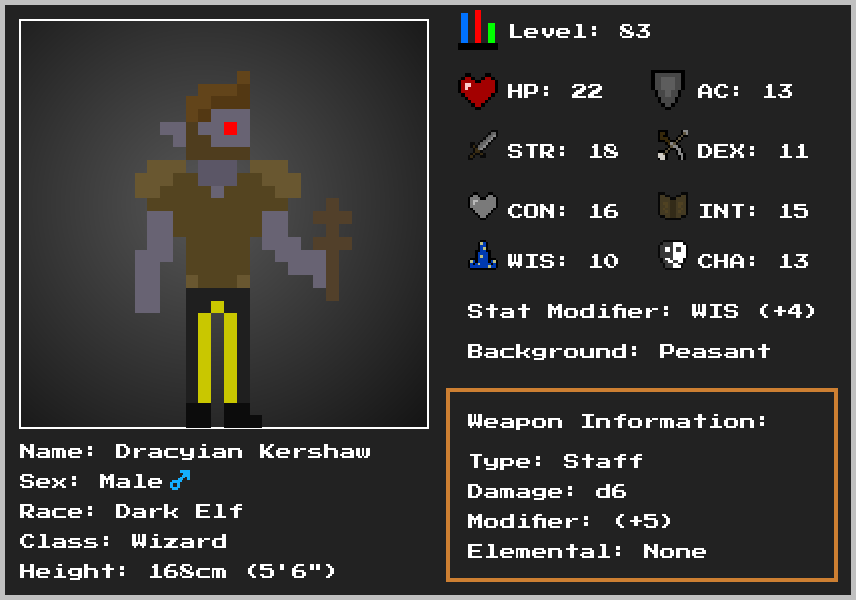 Level: 83
HP: 22
AC: 13
STR: 18
DEX: 11
CON: 16
INT: 15
WIS: 10
CHA: 13
Stat Modifier: WIS (+4)
Background: Peasant
Weapon Information:
Type: Staff
Damage: d6
Modifier: (+5)
Elemental: None
Name: Dracyian Kershaw
Sex: Male♂
Race: Dark Elf
Class: Wizard
Height: 168cm (5'6")